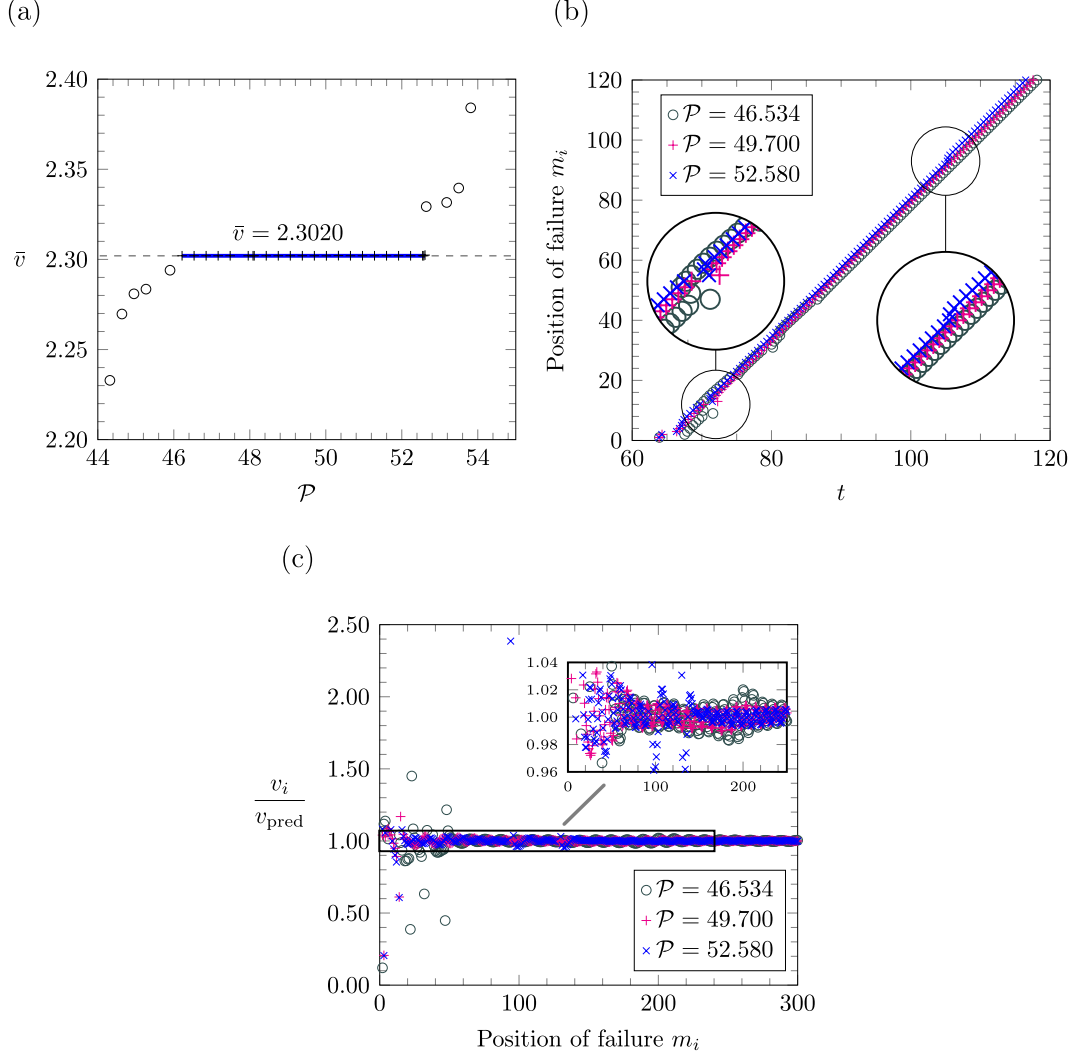 (a)
2.40
2.35
2.30
2.25
2.20
v̄
v̄ = 2.3020
44 46 48 50 52 54
𝒫
(b)
120
100
80
60
40
20
0
Position of failure mᵢ
𝒫 = 46.534
𝒫 = 49.700
𝒫 = 52.580
60 80 100 120
t
(c)
2.50
2.00
1.50
1.00
0.50
0.00
vᵢ
v_pred
1.04
1.02
1.00
0.98
0.96
0 100 200
𝒫 = 46.534
𝒫 = 49.700
𝒫 = 52.580
0 100 200 300
Position of failure mᵢ